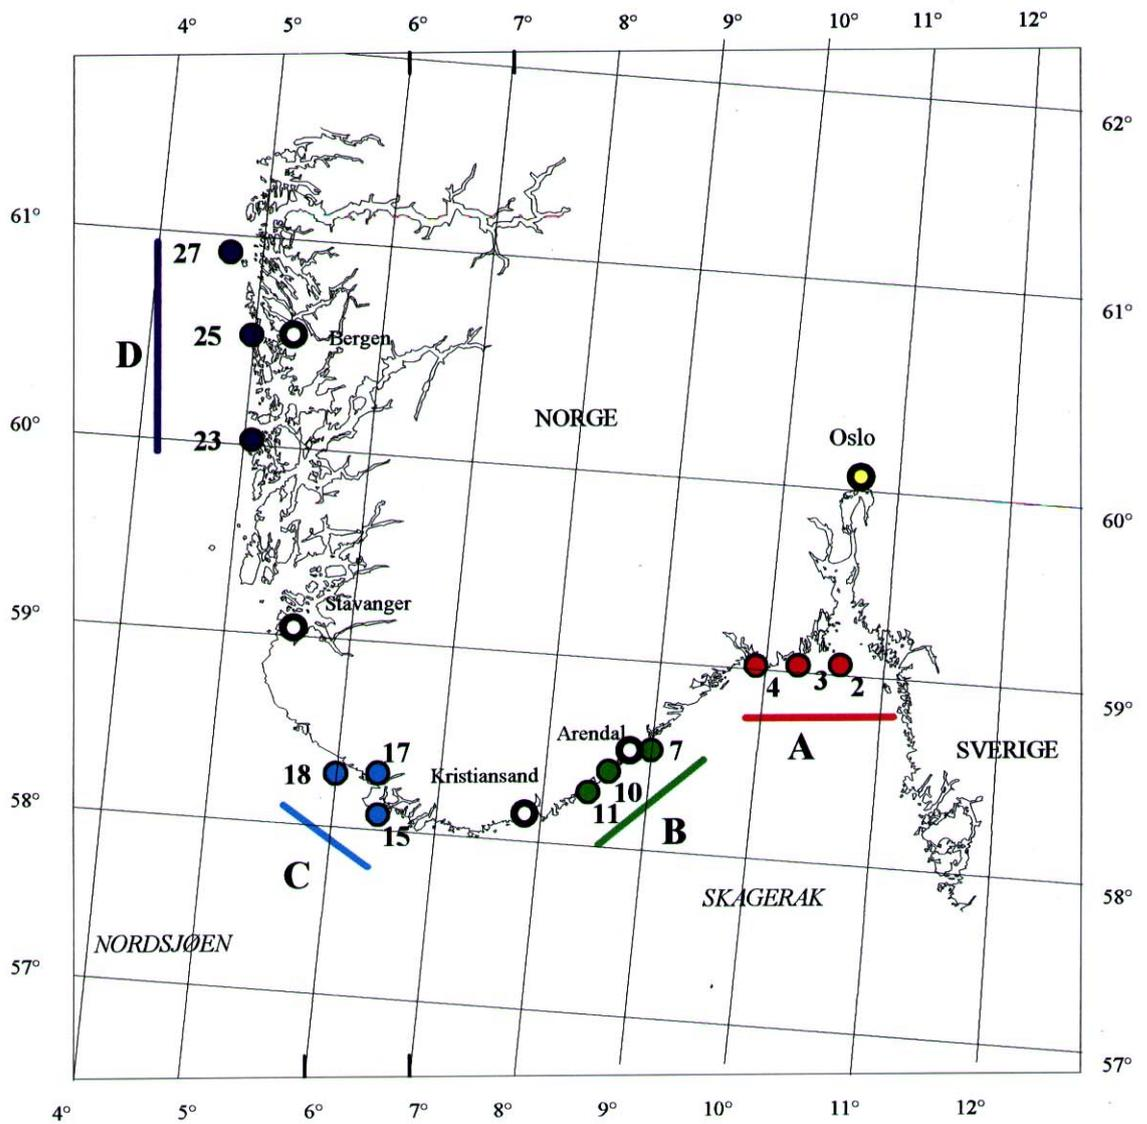 4° 5° 6° 7° 8° 9° 10° 11° 12°
62°
61°
27
61°
25
Bergen
D
60°
23
NORGE
Oslo
60°
59°
Stavanger
4 3 2
59°
Arendal
7
A
SVERIGE
17
18
Kristiansand
10
58°
11
15
B
C
SKAGERAK
58°
NORDSJØEN
57°
57°
4° 5° 6° 7° 8° 9° 10° 11° 12°